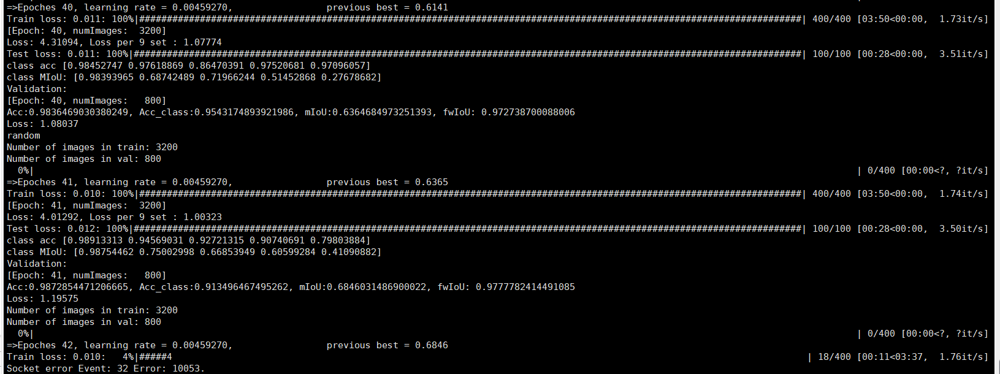 =>Epoches 40, learning rate = 0.00459270,                 previous best = 0.6141
Train loss: 0.011: 100%|########################################################################################################################| 400/400 [03:50<00:00,  1.73it/s]
[Epoch: 40, numImages:  3200]
Loss: 4.31094, Loss per 9 set : 1.07774
Test loss: 0.011: 100%|#########################################################################################################################| 100/100 [00:28<00:00,  3.51it/s]
class acc [0.98452747 0.97618869 0.86470391 0.97520681 0.97096057]
class MIoU: [0.98393965 0.68742489 0.71966244 0.51452868 0.27678682]
Validation:
[Epoch: 40, numImages:   800]
Acc:0.9836469030380249, Acc_class:0.9543174893921986, mIoU:0.6364684973251393, fwIoU: 0.972738700088006
Loss: 1.08037
random
Number of images in train: 3200
Number of images in val: 800
  0%|                                                                                                                                                     | 0/400 [00:00<?, ?it/s]
=>Epoches 41, learning rate = 0.00459270,                 previous best = 0.6365
Train loss: 0.010: 100%|########################################################################################################################| 400/400 [03:50<00:00,  1.74it/s]
[Epoch: 41, numImages:  3200]
Loss: 4.01292, Loss per 9 set : 1.00323
Test loss: 0.012: 100%|#########################################################################################################################| 100/100 [00:28<00:00,  3.50it/s]
class acc [0.98913313 0.94569031 0.92721315 0.90740691 0.79803884]
class MIoU: [0.98754462 0.75002998 0.66853949 0.60599284 0.41090882]
Validation:
[Epoch: 41, numImages:   800]
Acc:0.9872854471206665, Acc_class:0.913496467495262, mIoU:0.6846031486900022, fwIoU: 0.9777782414491085
Loss: 1.19575
Number of images in train: 3200
Number of images in val: 800
  0%|                                                                                                                                                     | 0/400 [00:00<?, ?it/s]
=>Epoches 42, learning rate = 0.00459270,                 previous best = 0.6846
Train loss: 0.010:   4%|#####4                                                                                                                   | 18/400 [00:11<03:37,  1.76it/s]
Socket error Event: 32 Error: 10053.